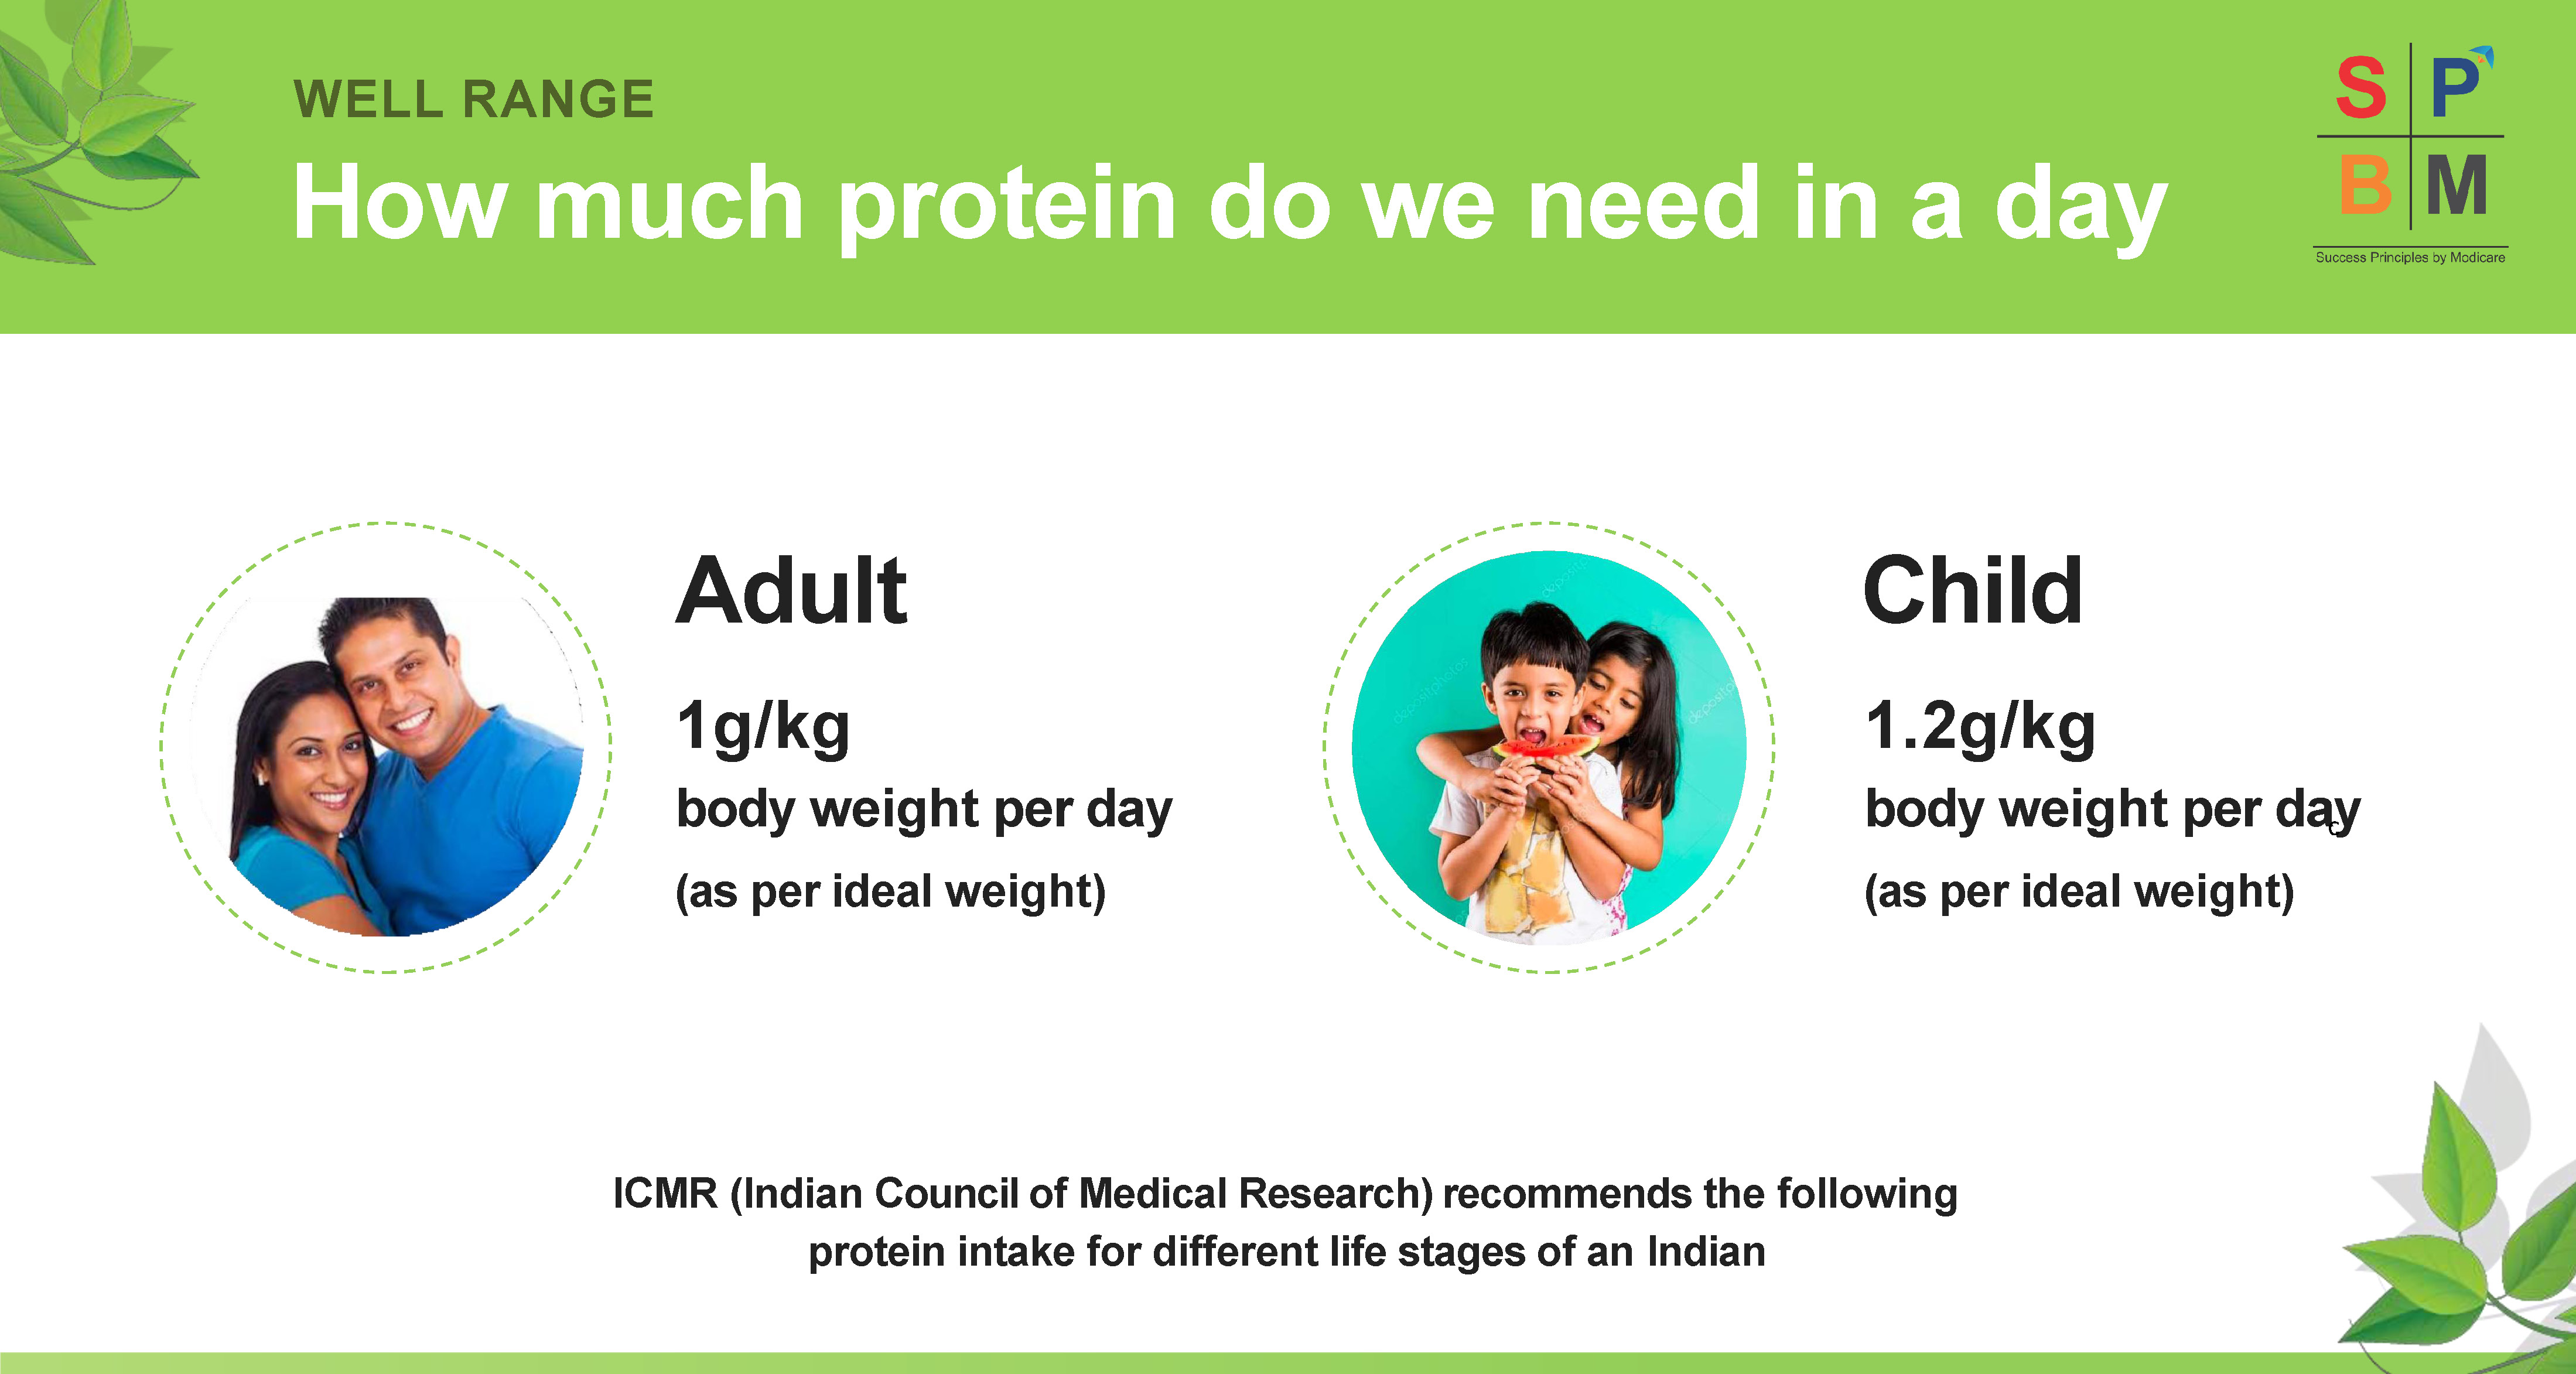 WELL RANGE
How much protein do we need in a day
S P
B M
Success Principles by Modicare
Adult
1g/kg
body weight per day
(as per ideal weight)
depositphotos
Child
1.2g/kg
body weight per day
c
(as per ideal weight)
ICMR (Indian Council of Medical Research) recommends the following
protein intake for different life stages of an Indian